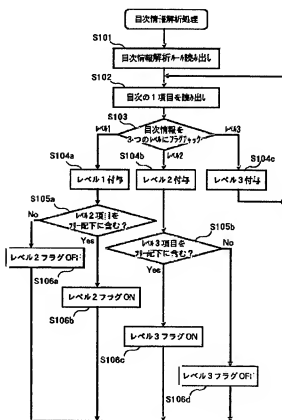 目次情報解析処理
S101
目次情報解析ルール読み出し
S102
目次の1項目を読み出し
S103
目次情報を
3つのレベルにフラグチェック
レベル1
レベル2
レベル3
S104a
S104b
S104c
レベル1付与
レベル2付与
レベル3付与
S105a
レベル2項目を
ツリー配下に含む?
No
Yes
S105b
レベル3項目を
ツリー配下に含む?
Yes
No
レベル2フラグOFF
S106a
レベル2フラグON
S106b
レベル3フラグON
S106c
レベル3フラグOFF
S106d